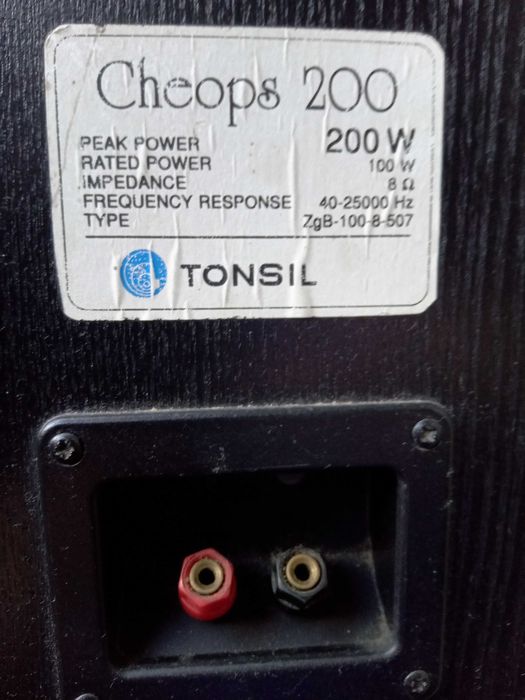 Cheops 200
PEAK POWER 200 W
RATED POWER 100 W
IMPEDANCE 8 Ω
FREQUENCY RESPONSE 40-25000 Hz
TYPE ZgB-100-8-507
TONSIL